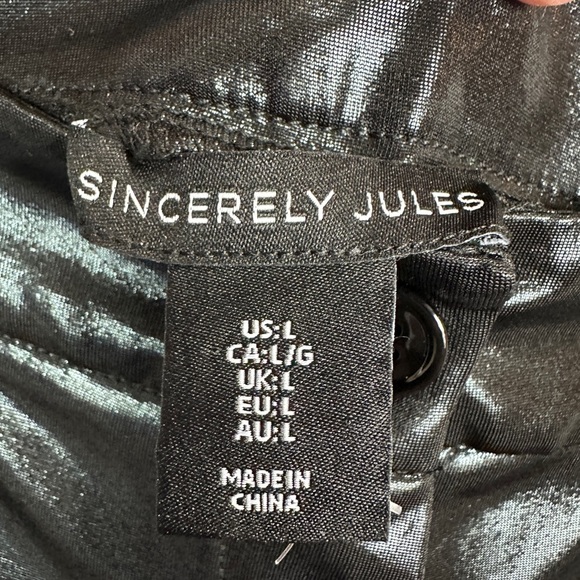 SINCERELY JULES
US:L
CA:L/G
UK:L
EU:L
AU:L
MADE IN
CHINA